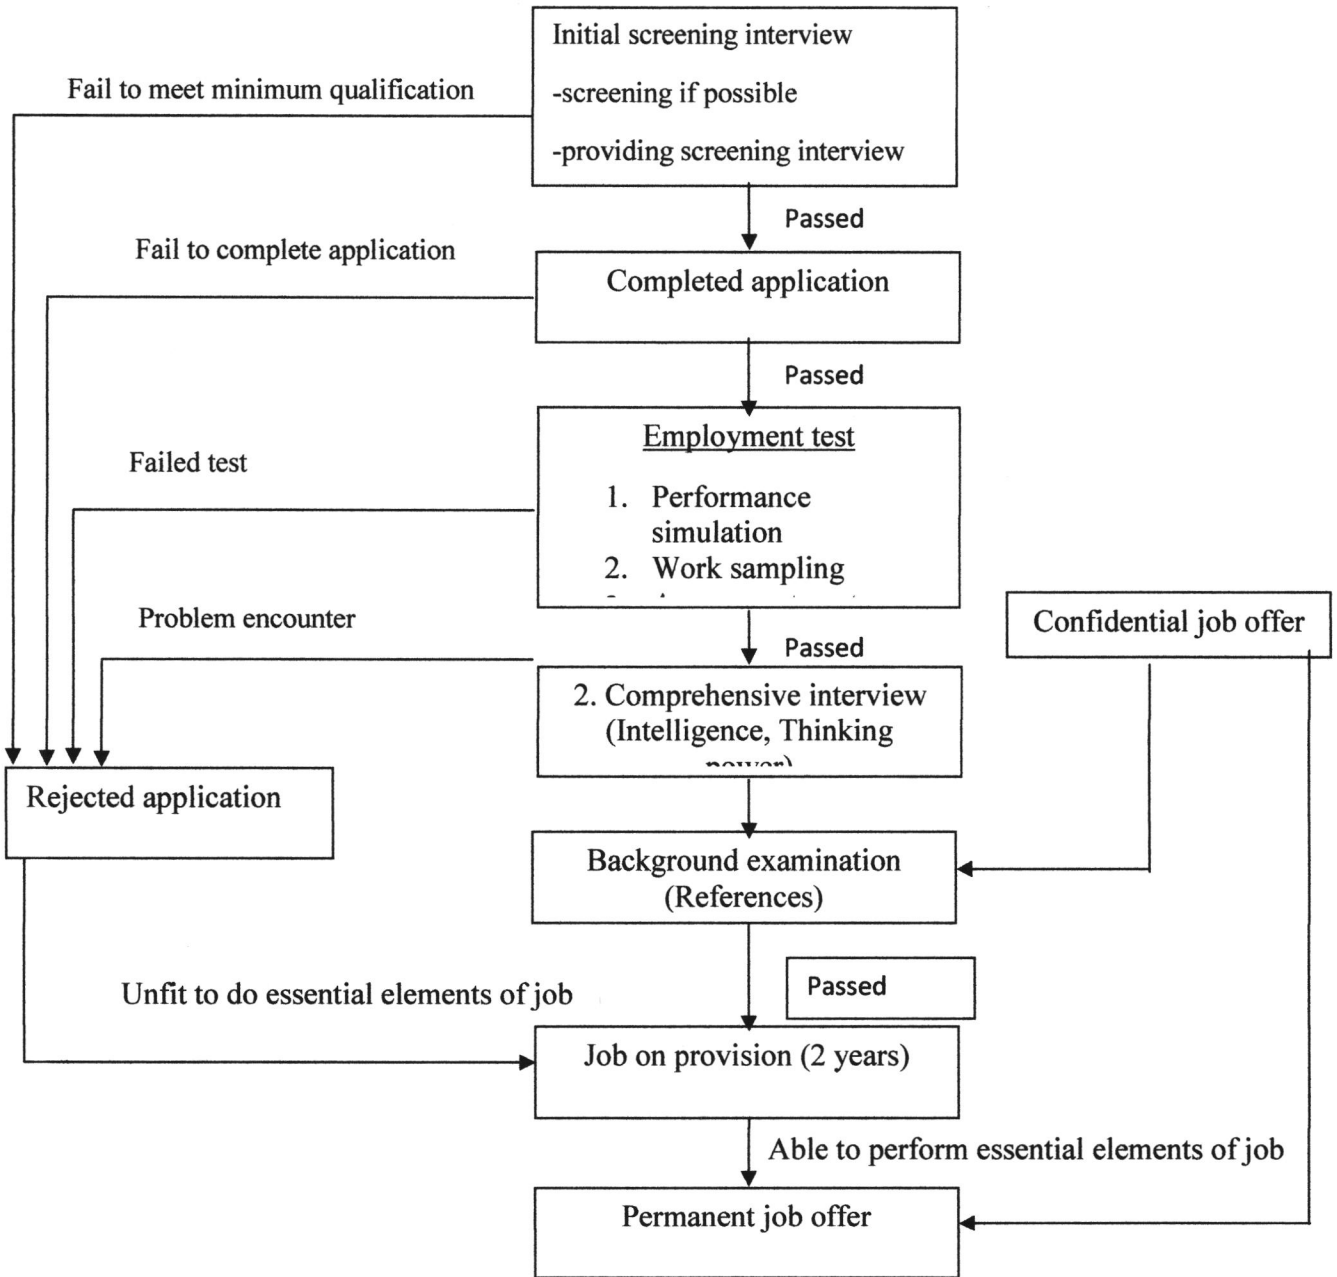 Initial screening interview
Fail to meet minimum qualification
-screening if possible
-providing screening interview
Passed
Fail to complete application
Completed application
Passed
Employment test
Failed test
1. Performance
simulation
2. Work sampling
Problem encounter
Confidential job offer
Passed
2. Comprehensive interview
(Intelligence, Thinking
power)
Rejected application
Background examination
(References)
Passed
Unfit to do essential elements of job
Job on provision (2 years)
Able to perform essential elements of job
Permanent job offer